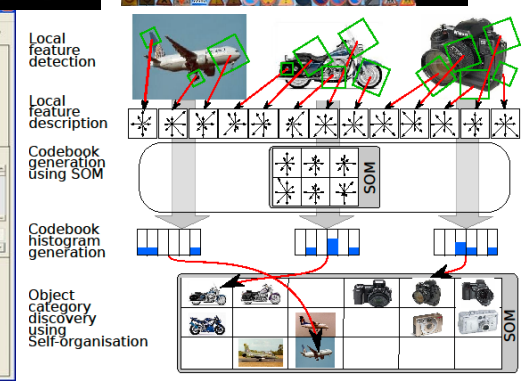 Local
feature
detection
Local
feature
description
Codebook
generation
using SOM
SOM
Codebook
histogram
generation
Object
category
discovery
using
Self-organisation
SOM